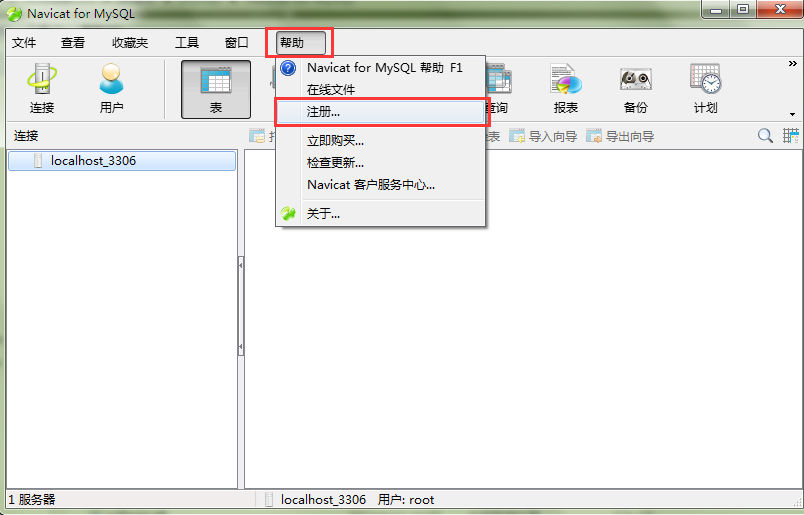 Navicat for MySQL
文件 查看 收藏夹 工具 窗口 帮助
连接 用户 表 查询 报表 备份 计划
Navicat for MySQL 帮助 F1
在线文件
注册...
立即购买...
检查更新...
Navicat 客户服务中心...
关于...
连接
导入向导 导出向导
localhost_3306
1 服务器 localhost_3306 用户: root